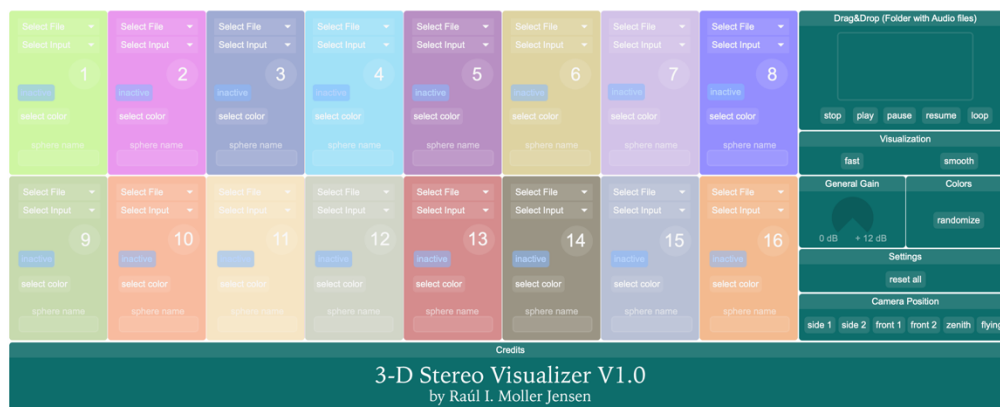 Select File
Select Input
1
inactive
select color
sphere name
Select File
Select Input
2
inactive
select color
sphere name
Select File
Select Input
3
inactive
select color
sphere name
Select File
Select Input
4
inactive
select color
sphere name
Select File
Select Input
5
inactive
select color
sphere name
Select File
Select Input
6
inactive
select color
sphere name
Select File
Select Input
7
inactive
select color
sphere name
Select File
Select Input
8
inactive
select color
sphere name
Select File
Select Input
9
inactive
select color
sphere name
Select File
Select Input
10
inactive
select color
sphere name
Select File
Select Input
11
inactive
select color
sphere name
Select File
Select Input
12
inactive
select color
sphere name
Select File
Select Input
13
inactive
select color
sphere name
Select File
Select Input
14
inactive
select color
sphere name
Select File
Select Input
15
inactive
select color
sphere name
Select File
Select Input
16
inactive
select color
sphere name
Drag&Drop (Folder with Audio files)
stop play pause resume loop
Visualization
fast smooth
General Gain
0 dB + 12 dB
Colors
randomize
Settings
reset all
Camera Position
side 1 side 2 front 1 front 2 zenith flying
Credits
3-D Stereo Visualizer V1.0
by Raúl I. Moller Jensen